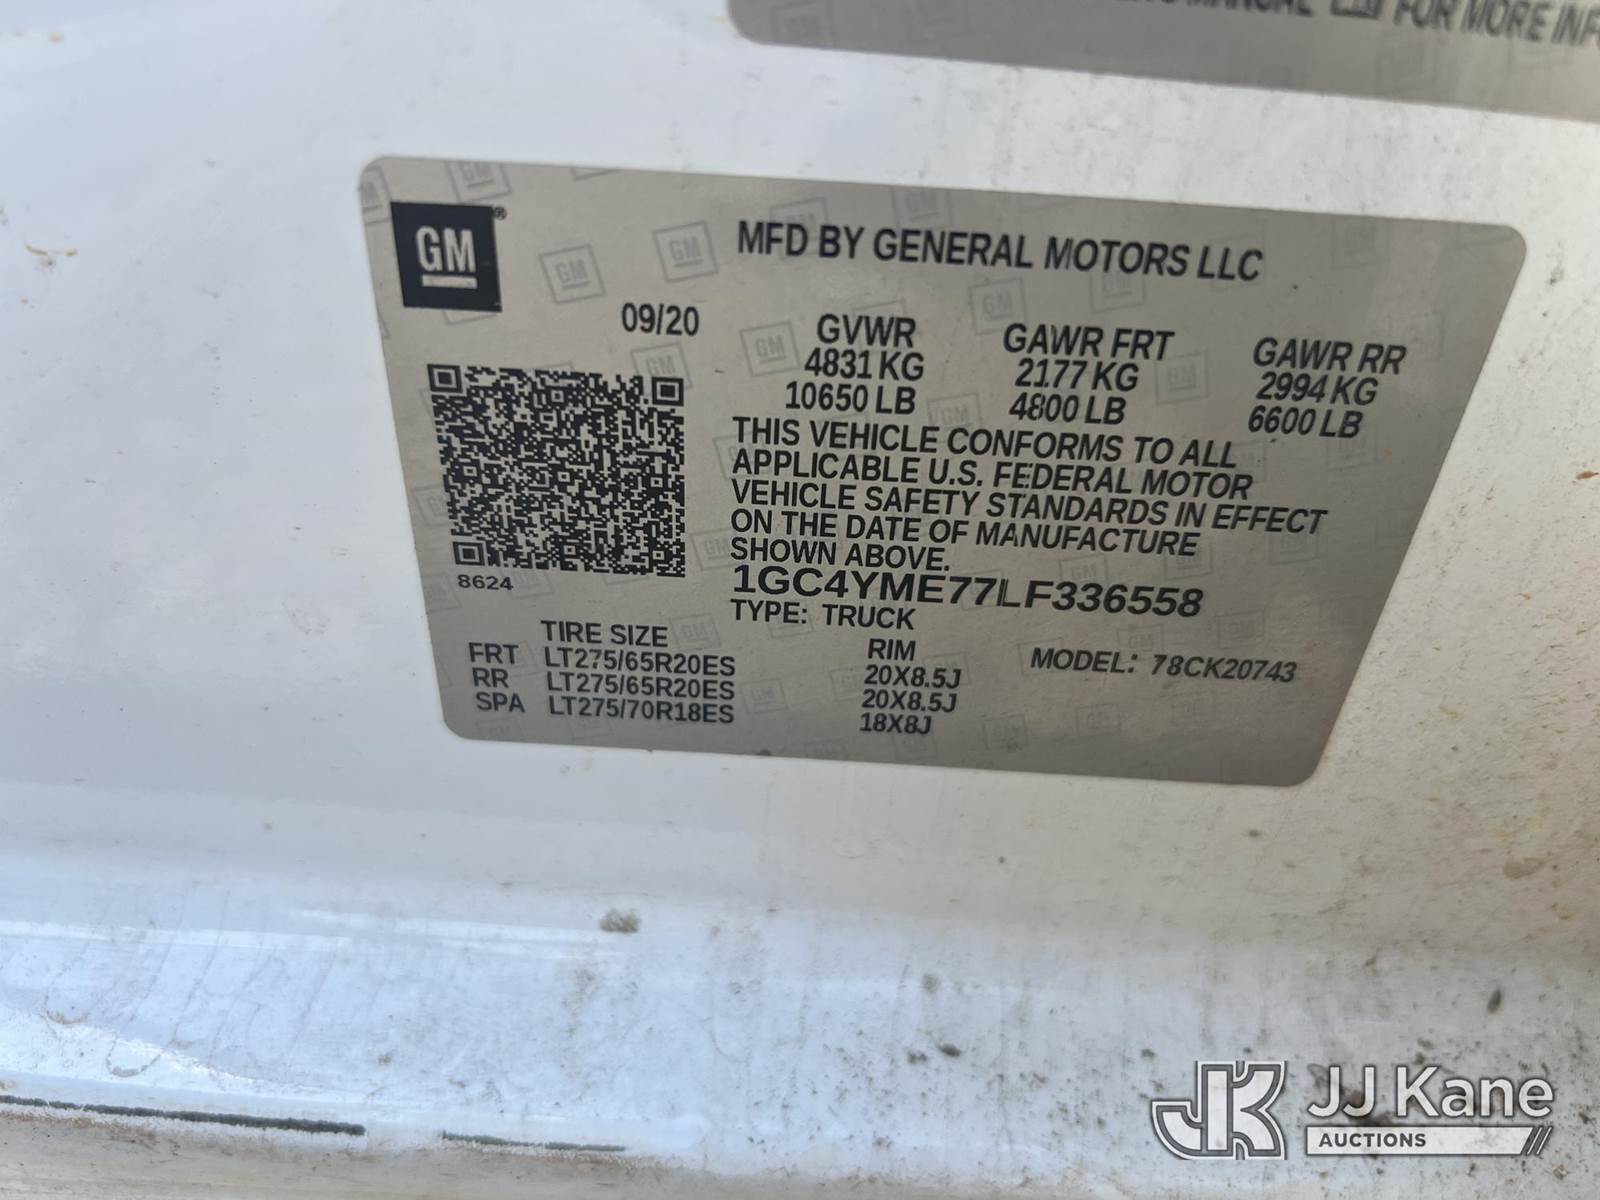 MANUAL FOR MORE INFO
GM®
MFD BY GENERAL MOTORS LLC
09/20
GVWR GAWR FRT GAWR RR
4831 KG 2177 KG 2994 KG
10650 LB 4800 LB 6600 LB
THIS VEHICLE CONFORMS TO ALL
APPLICABLE U.S. FEDERAL MOTOR
VEHICLE SAFETY STANDARDS IN EFFECT
ON THE DATE OF MANUFACTURE
SHOWN ABOVE.
8624
1GC4YME77LF336558
TYPE: TRUCK
TIRE SIZE RIM MODEL: 78CK20743
FRT LT275/65R20ES 20X8.5J
RR LT275/65R20ES 20X8.5J
SPA LT275/70R18ES 18X8J
JK JJ Kane
AUCTIONS